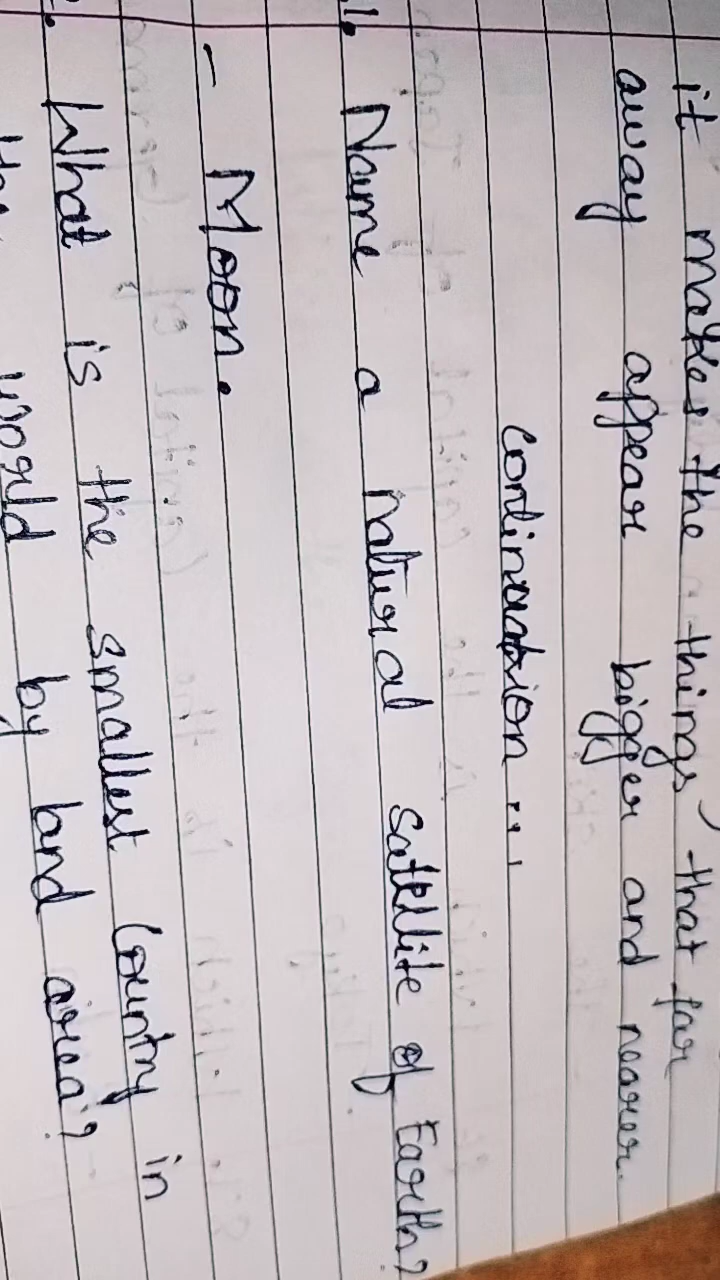 it makes the things that far
away appear bigger and nearer.
Continuation...
1. Name a natural satellite of Earth?
- Moon.
2. What is the smallest Country in
the world by land area?